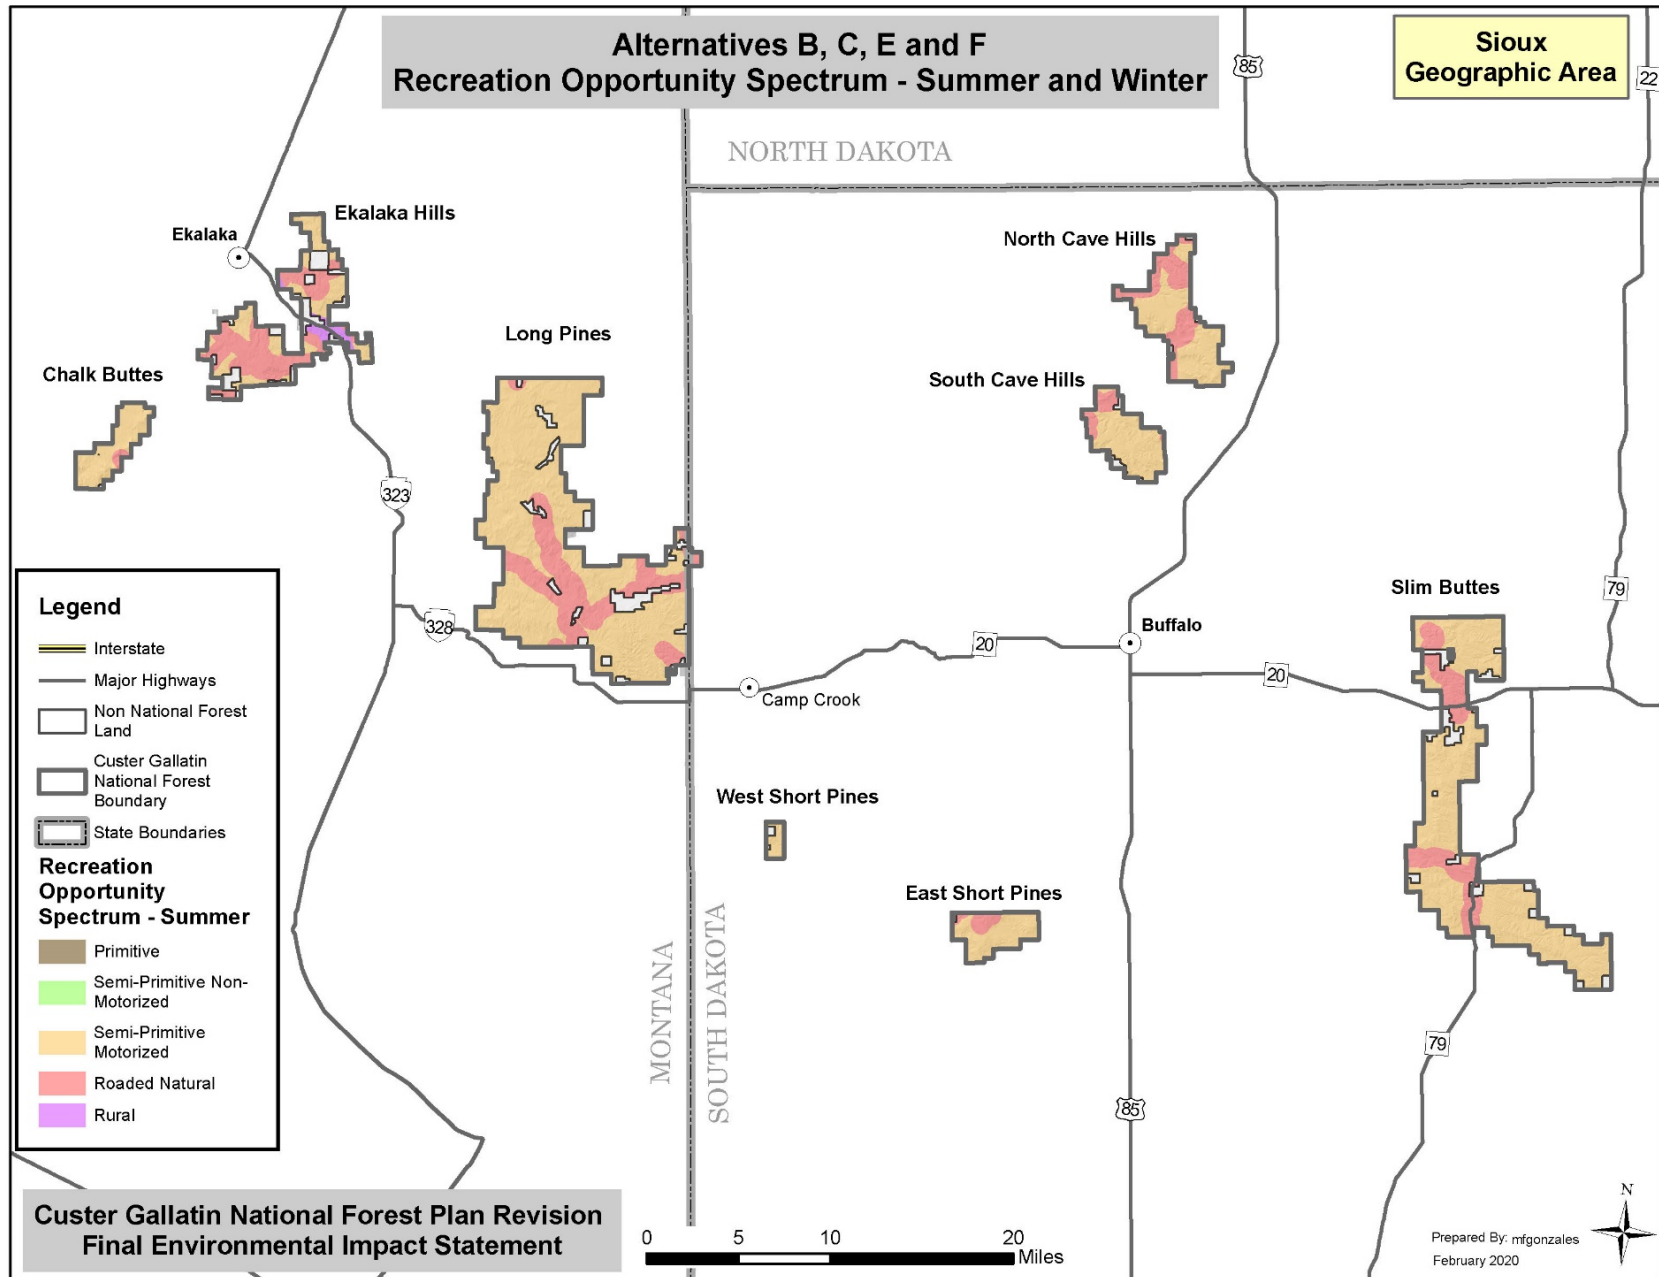 Alternatives B, C, E and F
Recreation Opportunity Spectrum - Summer and Winter
Sioux
Geographic Area
85
22
NORTH DAKOTA
Ekalaka Hills
Ekalaka
North Cave Hills
Long Pines
Chalk Buttes
South Cave Hills
323
Slim Buttes
79
328
Buffalo
20
20
Camp Crook
West Short Pines
East Short Pines
MONTANA
SOUTH DAKOTA
79
85
Legend
Interstate
Major Highways
Non National Forest
Land
Custer Gallatin
National Forest
Boundary
State Boundaries
Recreation
Opportunity
Spectrum - Summer
Primitive
Semi-Primitive Non-
Motorized
Semi-Primitive
Motorized
Roaded Natural
Rural
Custer Gallatin National Forest Plan Revision
Final Environmental Impact Statement
0 5 10 20
Miles
N
Prepared By: mfgonzales
February 2020